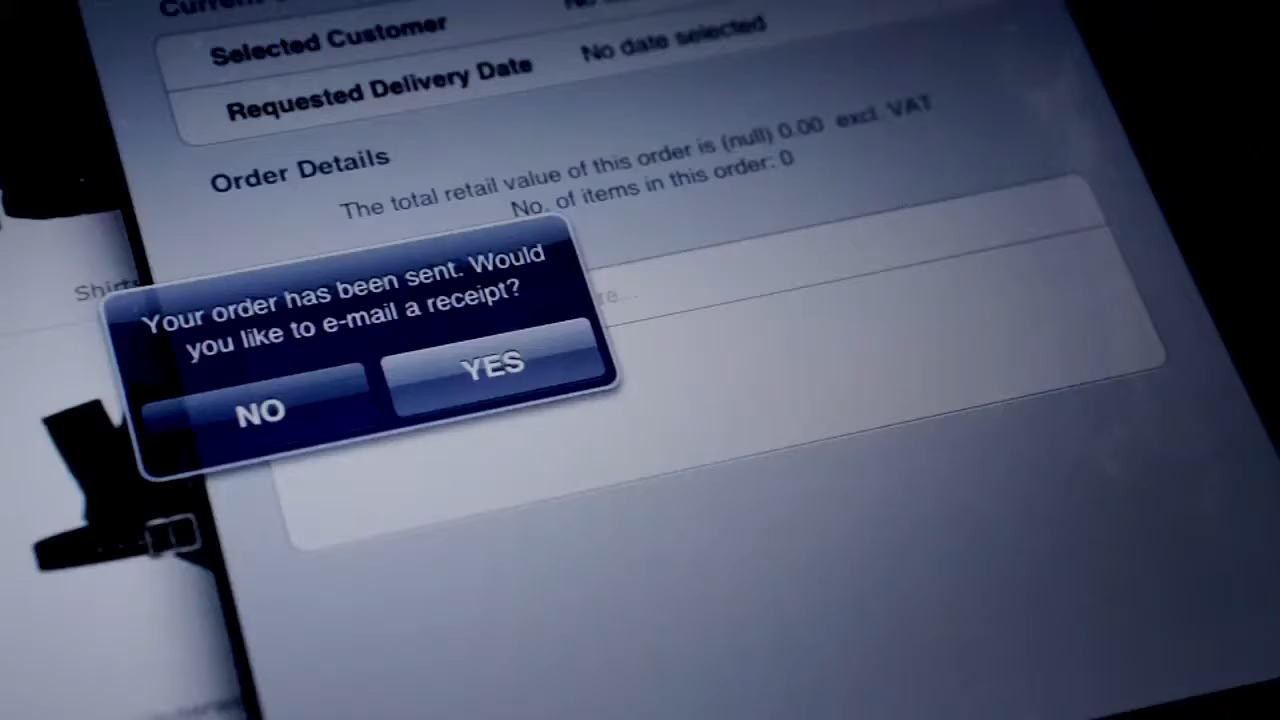 Selected Customer
Requested Delivery Date No date selected
Order Details
The total retail value of this order is (null) 0.00 excl. VAT
No. of items in this order: 0
Your order has been sent. Would
you like to e-mail a receipt?
NO YES